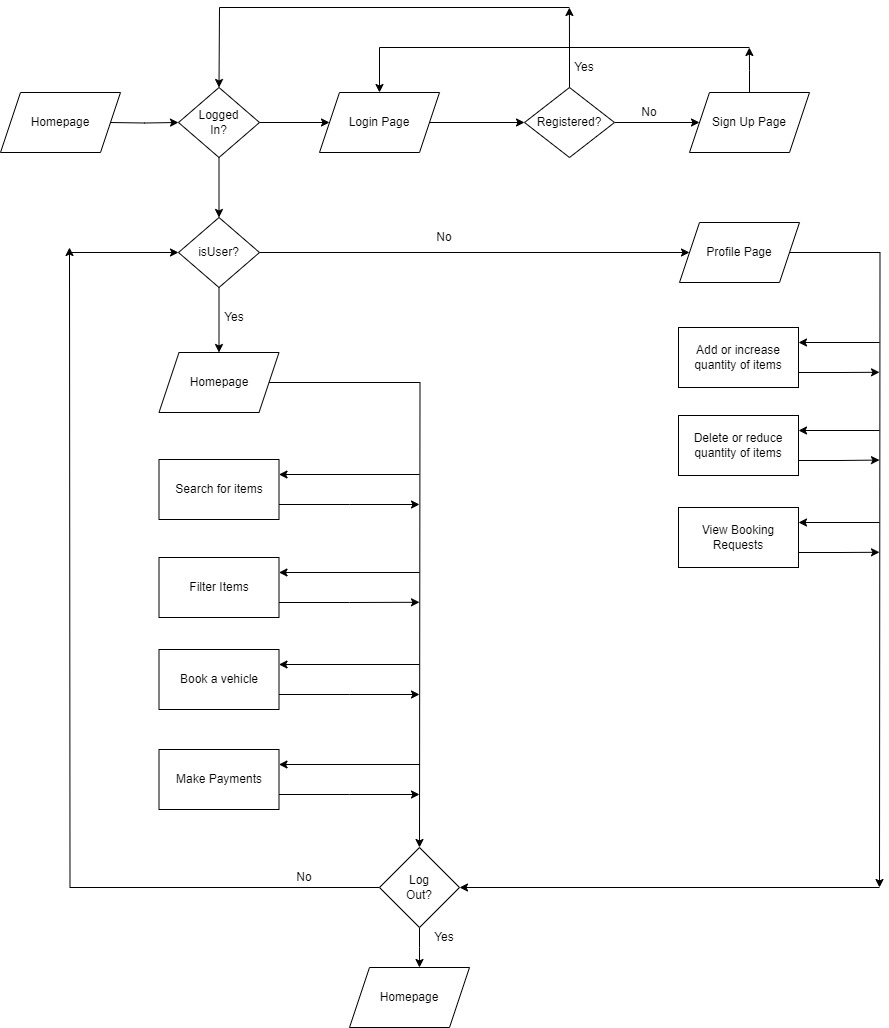 Yes
Homepage
Logged
In?
Login Page
Registered?
No
Sign Up Page
isUser?
No
Profile Page
Yes
Homepage
Add or increase
quantity of items
Delete or reduce
quantity of items
Search for items
View Booking
Requests
Filter Items
Book a vehicle
Make Payments
No
Log
Out?
Yes
Homepage